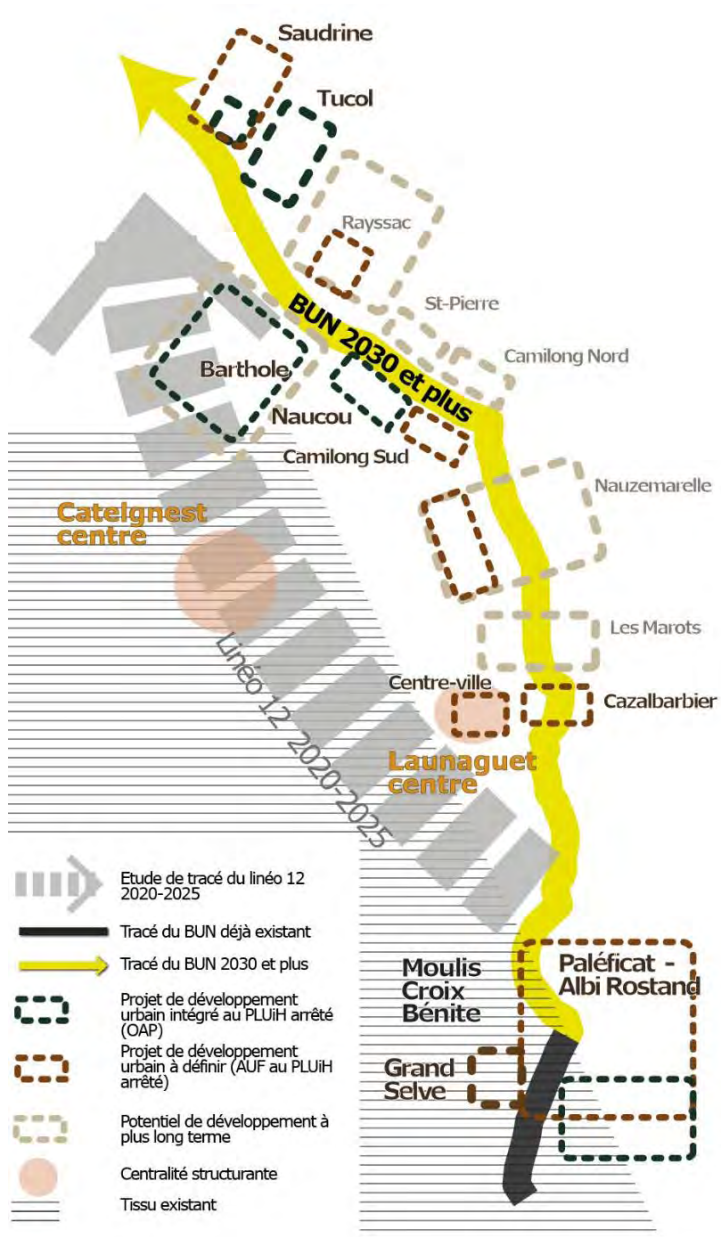 Saudrine
Tucol
Rayssac
St-Pierre
BUN 2030 et plus
Camilong Nord
Barthole
Naucou
Camilong Sud
Nauzemarelle
Cateignest
centre
Linéo 12 2020-2025
Les Marots
Centre-ville
Cazalbarbier
Launaguet
centre
Etude de tracé du linéo 12
2020-2025
Tracé du BUN déjà existant
Tracé du BUN 2030 et plus
Projet de développement
urbain intégré au PLUiH arrêté
(OAP)
Projet de développement
urbain à définir (AUF au PLUiH
arrêté)
Potentiel de développement à
plus long terme
Centralité structurante
Tissu existant
Moulis
Croix
Bénite
Paléficat -
Albi Rostand
Grand
Selve